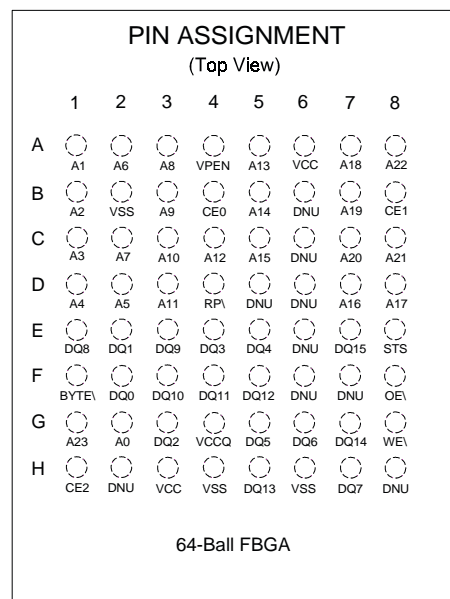 PIN ASSIGNMENT
(Top View)
1 2 3 4 5 6 7 8
A
A1 A6 A8 VPEN A13 VCC A18 A22
B
A2 VSS A9 CE0 A14 DNU A19 CE1
C
A3 A7 A10 A12 A15 DNU A20 A21
D
A4 A5 A11 RP\ DNU DNU A16 A17
E
DQ8 DQ1 DQ9 DQ3 DQ4 DNU DQ15 STS
F
BYTE\ DQ0 DQ10 DQ11 DQ12 DNU DNU OE\
G
A23 A0 DQ2 VCCQ DQ5 DQ6 DQ14 WE\
H
CE2 DNU VCC VSS DQ13 VSS DQ7 DNU
64-Ball FBGA